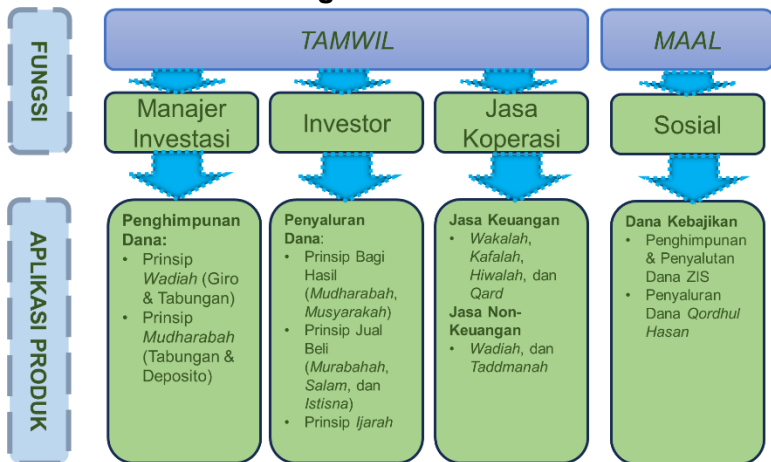 FUNGSI
TAMWIL
MAAL
Manajer
Investasi
Investor
Jasa
Koperasi
Sosial
APLIKASI PRODUK
Penghimpunan
Dana:
• Prinsip
Wadiah (Giro
& Tabungan)
• Prinsip
Mudharabah
(Tabungan &
Deposito)
Penyaluran
Dana:
• Prinsip Bagi
Hasil
(Mudharabah,
Musyarakah)
• Prinsip Jual
Beli
(Murabahah,
Salam, dan
Istisna)
• Prinsip Ijarah
Jasa Keuangan
• Wakalah,
Kafalah,
Hiwalah, dan
Qard
Jasa Non-
Keuangan
• Wadiah, dan
Taddmanah
Dana Kebajikan
• Penghimpunan
& Penyalutan
Dana ZIS
• Penyaluran
Dana Qordhul
Hasan